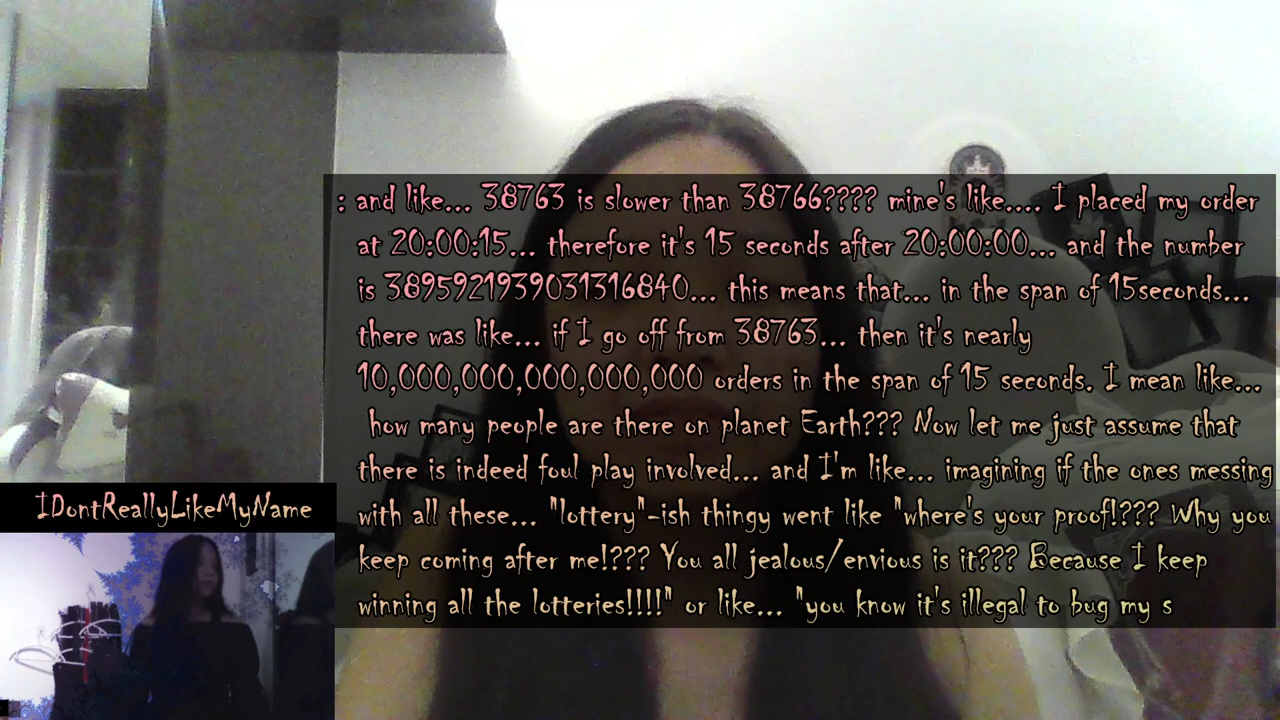 : and like... 38763 is slower than 38766???? mine's like.... I placed my order
at 20:00:15... therefore it's 15 seconds after 20:00:00... and the number
is 3895921939031316840... this means that... in the span of 15seconds...
there was like... if I go off from 38763... then it's nearly
10,000,000,000,000,000 orders in the span of 15 seconds. I mean like...
how many people are there on planet Earth??? Now let me just assume that
there is indeed foul play involved... and I'm like... imagining if the ones messing
with all these... "lottery"-ish thingy went like "where's your proof!??? Why you
keep coming after me!??? You all jealous/envious is it??? Because I keep
winning all the lotteries!!!!" or like... "you know it's illegal to bug my s
IDontReallyLikeMyName